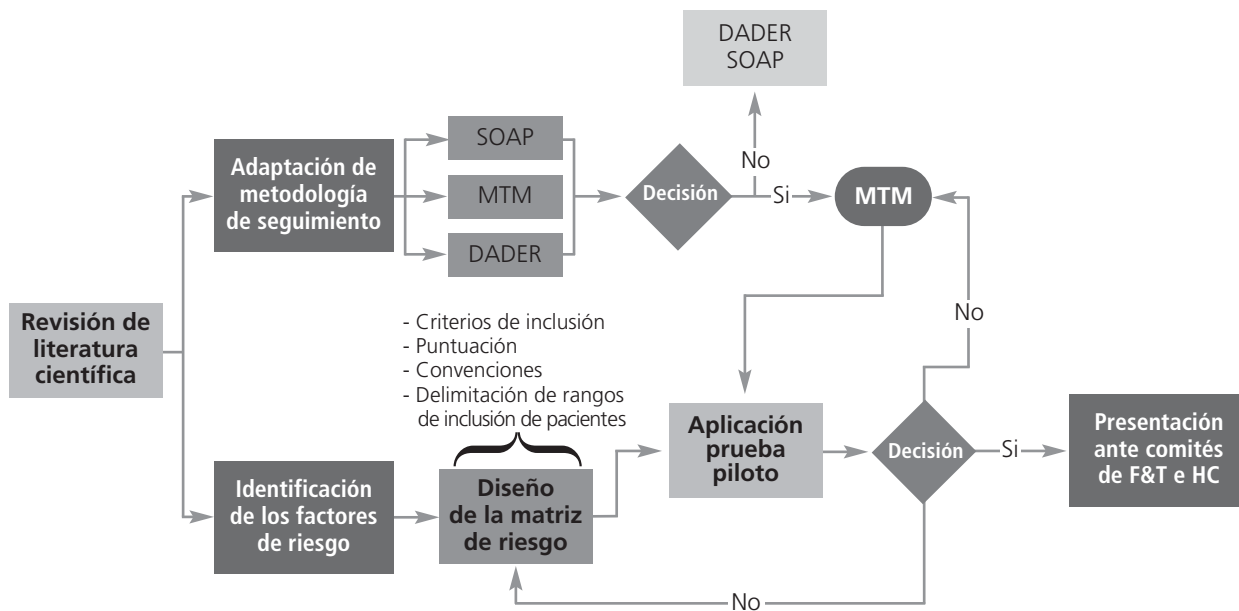 DADER
SOAP
SOAP
Adaptación de
metodología
de seguimiento
MTM
DADER
Decisión
No
Si
MTM
Revisión de
literatura
científica
- Criterios de inclusión
- Puntuación
- Convenciones
- Delimitación de rangos
de inclusión de pacientes
No
Identificación
de los factores
de riesgo
Diseño
de la matriz
de riesgo
Aplicación
prueba
piloto
Decisión
Si
Presentación
ante comités
de F&T e HC
No